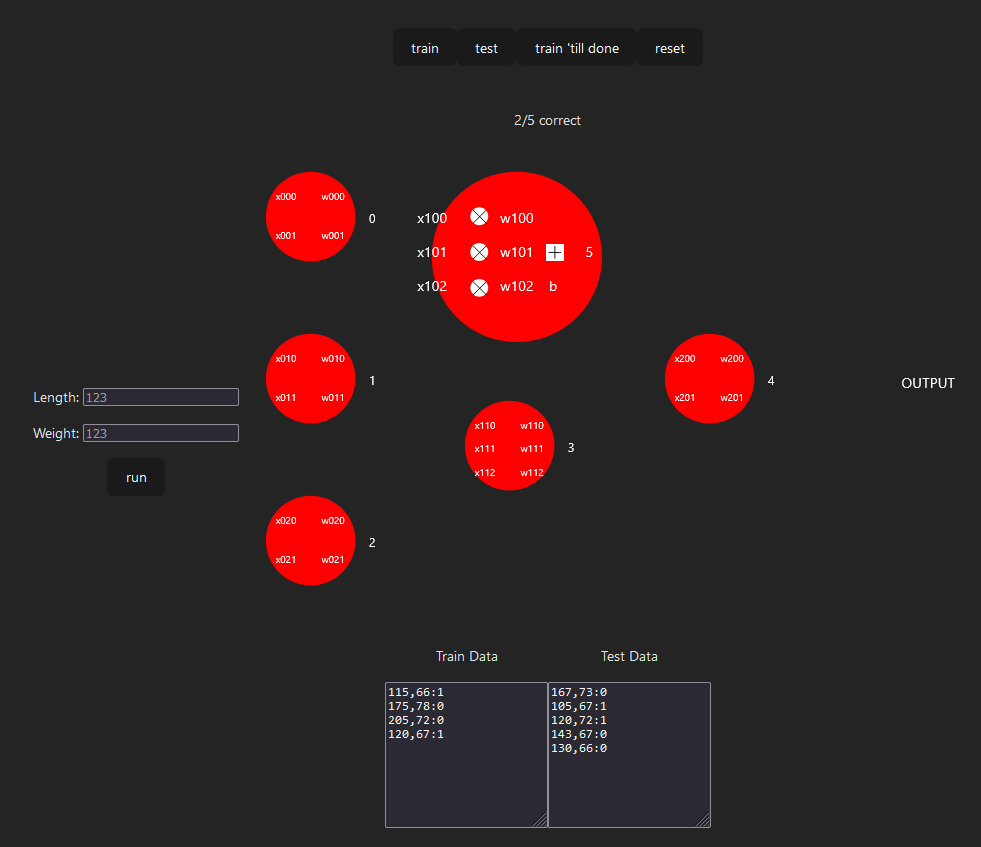 train test train 'till done reset
2/5 correct
x000 w000
x001 w001
0
x100 w100
x101 w101 5
x102 w102 b
x010 w010
x011 w011
1
x200 w200
x201 w201
4
OUTPUT
Length: 123
Weight: 123
run
x110 w110
x111 w111
x112 w112
3
x020 w020
x021 w021
2
Train Data
115,66:1
175,78:0
205,72:0
120,67:1
Test Data
167,73:0
105,67:1
120,72:1
143,67:0
130,66:0